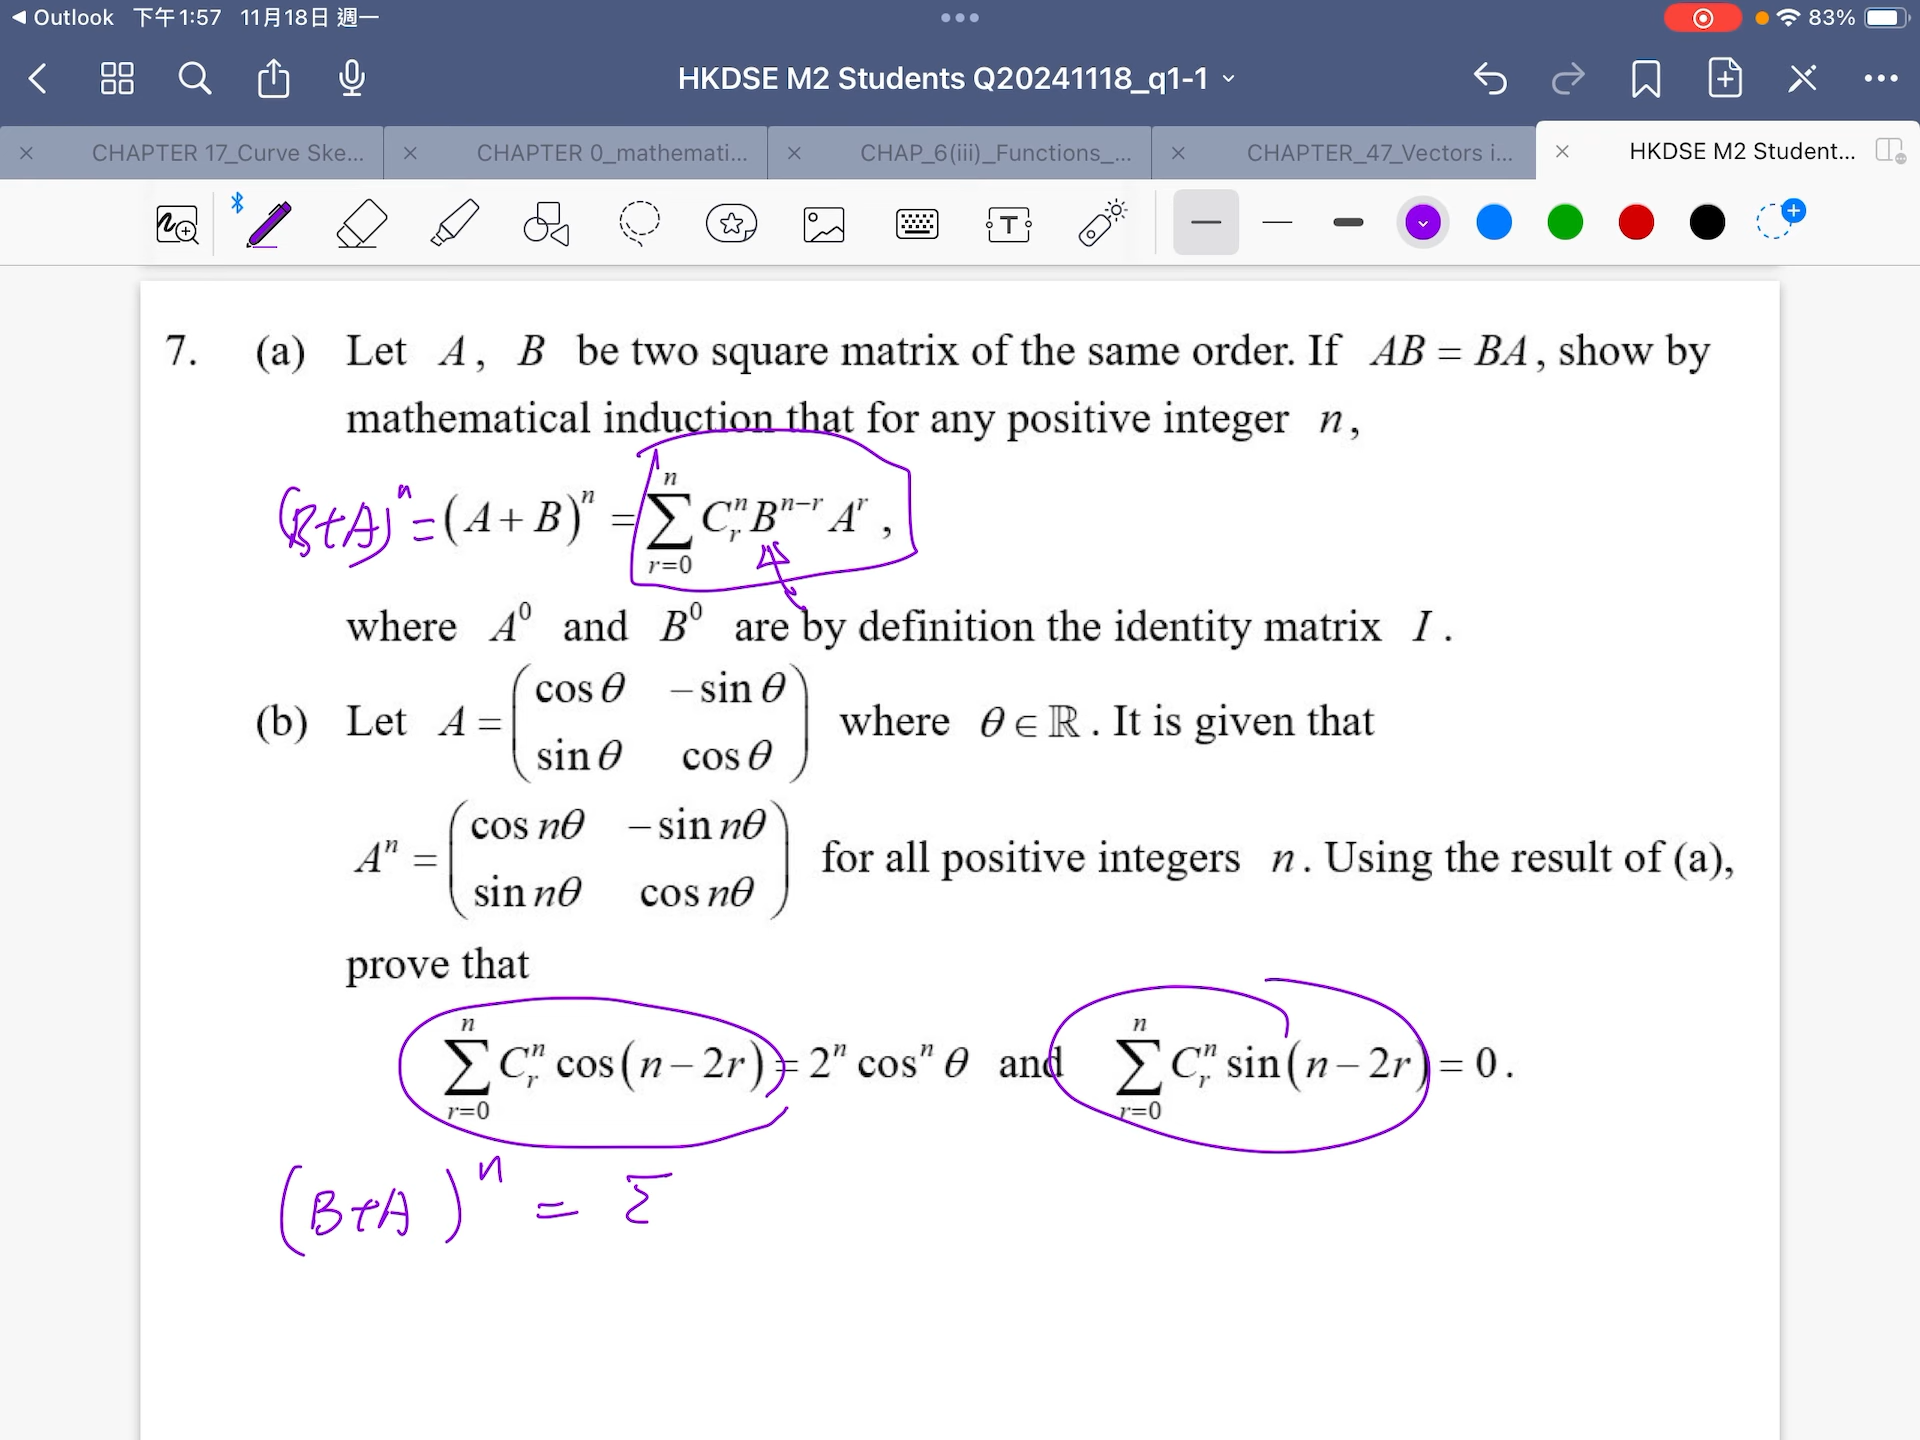 ◀ Outlook 下午1:57 11月18日 週一 83%
HKDSE M2 Students Q20241118_q1-1
CHAPTER 17_Curve Ske... CHAPTER 0_mathemati... CHAP_6(iii)_Functions_... CHAPTER_47_Vectors i... HKDSE M2 Student...
7. (a) Let A, B be two square matrix of the same order. If AB = BA, show by
mathematical induction that for any positive integer n,
(B+A)^n = (A+B)^n = ∑_{r=0}^{n} C_r^n B^{n−r} A^r,
where A^0 and B^0 are by definition the identity matrix I.
(b) Let A = (cos θ −sin θ; sin θ cos θ) where θ ∈ ℝ. It is given that
A^n = (cos nθ −sin nθ; sin nθ cos nθ) for all positive integers n. Using the result of (a),
prove that
∑_{r=0}^{n} C_r^n cos(n−2r) = 2^n cos^n θ and ∑_{r=0}^{n} C_r^n sin(n−2r) = 0.
(B+A)^n = Σ